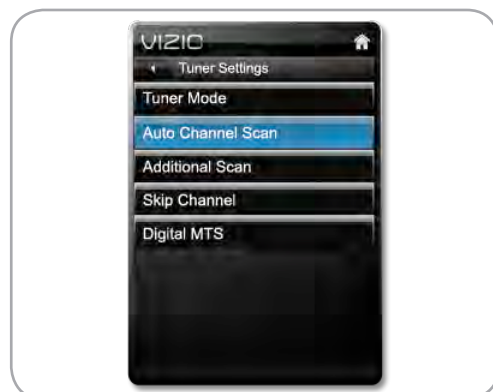 VIZIO
Tuner Settings
Tuner Mode
Auto Channel Scan
Additional Scan
Skip Channel
Digital MTS